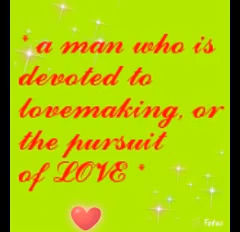 * a man who is
devoted to
lovemaking, or
the pursuit
of LOVE *